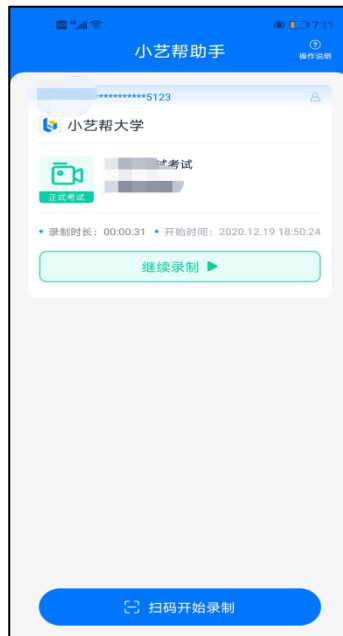 HD 4G 7:11
小艺帮助手
操作说明
**********5123
小艺帮大学
试考试
正式考试
• 录制时长：00:00:31 • 开始时间：2020.12.19 18:50:24
继续录制
扫码开始录制